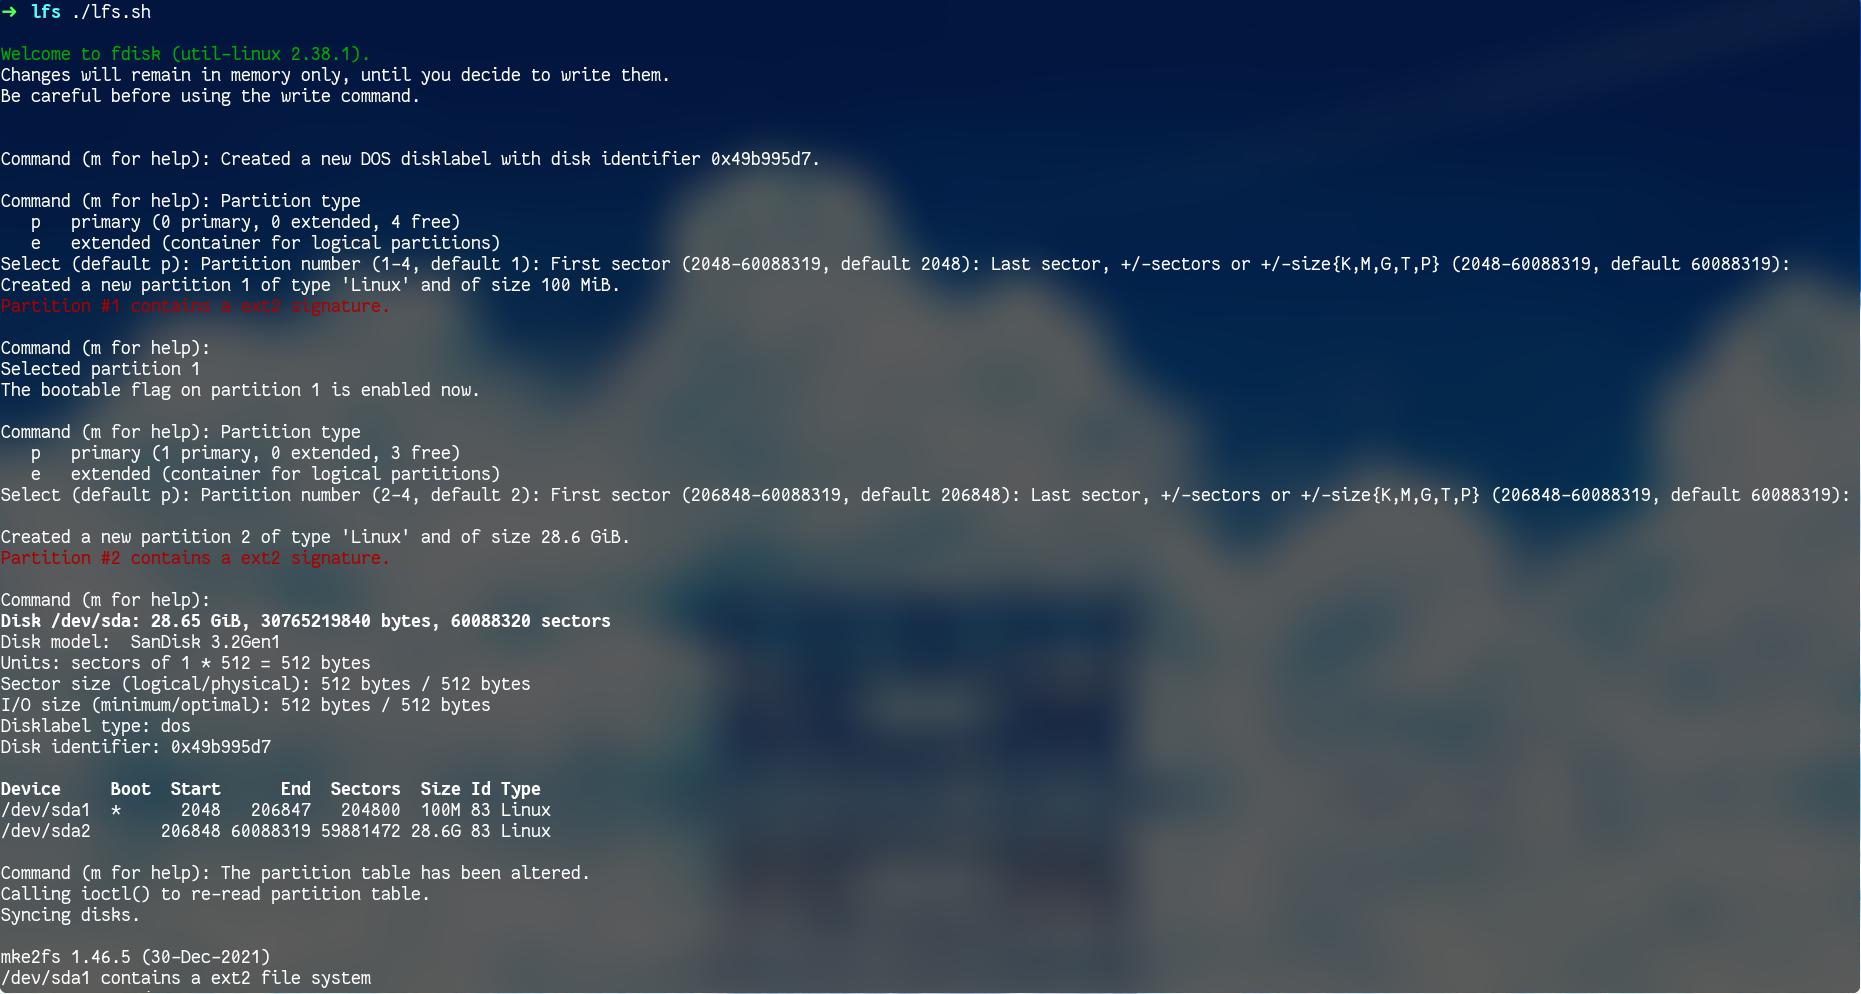 ➜ lfs ./lfs.sh
Welcome to fdisk (util-linux 2.38.1).
Changes will remain in memory only, until you decide to write them.
Be careful before using the write command.
Command (m for help): Created a new DOS disklabel with disk identifier 0x49b995d7.
Command (m for help): Partition type
   p   primary (0 primary, 0 extended, 4 free)
   e   extended (container for logical partitions)
Select (default p): Partition number (1-4, default 1): First sector (2048-60088319, default 2048): Last sector, +/-sectors or +/-size{K,M,G,T,P} (2048-60088319, default 60088319):
Created a new partition 1 of type 'Linux' and of size 100 MiB.
Partition #1 contains a ext2 signature.
Command (m for help):
Selected partition 1
The bootable flag on partition 1 is enabled now.
Command (m for help): Partition type
   p   primary (1 primary, 0 extended, 3 free)
   e   extended (container for logical partitions)
Select (default p): Partition number (2-4, default 2): First sector (206848-60088319, default 206848): Last sector, +/-sectors or +/-size{K,M,G,T,P} (206848-60088319, default 60088319):
Created a new partition 2 of type 'Linux' and of size 28.6 GiB.
Partition #2 contains a ext2 signature.
Command (m for help):
Disk /dev/sda: 28.65 GiB, 30765219840 bytes, 60088320 sectors
Disk model:  SanDisk 3.2Gen1
Units: sectors of 1 * 512 = 512 bytes
Sector size (logical/physical): 512 bytes / 512 bytes
I/O size (minimum/optimal): 512 bytes / 512 bytes
Disklabel type: dos
Disk identifier: 0x49b995d7
Device     Boot  Start      End  Sectors  Size Id Type
/dev/sda1  *      2048   206847   204800  100M 83 Linux
/dev/sda2       206848 60088319 59881472 28.6G 83 Linux
Command (m for help): The partition table has been altered.
Calling ioctl() to re-read partition table.
Syncing disks.
mke2fs 1.46.5 (30-Dec-2021)
/dev/sda1 contains a ext2 file system